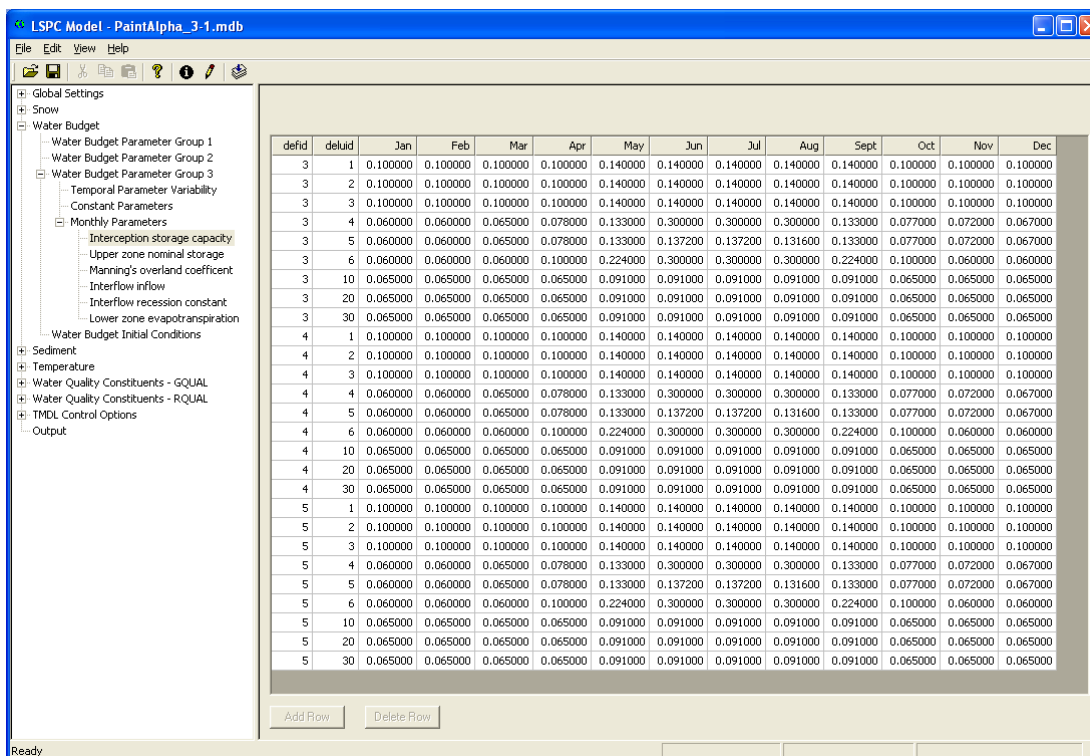 LSPC Model - PaintAlpha_3-1.mdb
File Edit View Help
Global Settings
Snow
Water Budget
Water Budget Parameter Group 1
Water Budget Parameter Group 2
Water Budget Parameter Group 3
Temporal Parameter Variability
Constant Parameters
Monthly Parameters
Interception storage capacity
Upper zone nominal storage
Manning's overland coefficent
Interflow inflow
Interflow recession constant
Lower zone evapotranspiration
Water Budget Initial Conditions
Sediment
Temperature
Water Quality Constituents - GQUAL
Water Quality Constituents - RQUAL
TMDL Control Options
Output
defid deluid Jan Feb Mar Apr May Jun Jul Aug Sept Oct Nov Dec
3 1 0.100000 0.100000 0.100000 0.100000 0.140000 0.140000 0.140000 0.140000 0.140000 0.100000 0.100000 0.100000
3 2 0.100000 0.100000 0.100000 0.100000 0.140000 0.140000 0.140000 0.140000 0.140000 0.100000 0.100000 0.100000
3 3 0.100000 0.100000 0.100000 0.100000 0.140000 0.140000 0.140000 0.140000 0.140000 0.100000 0.100000 0.100000
3 4 0.060000 0.060000 0.065000 0.078000 0.133000 0.300000 0.300000 0.300000 0.133000 0.077000 0.072000 0.067000
3 5 0.060000 0.060000 0.065000 0.078000 0.133000 0.137200 0.137200 0.131600 0.133000 0.077000 0.072000 0.067000
3 6 0.060000 0.060000 0.060000 0.100000 0.224000 0.300000 0.300000 0.300000 0.224000 0.100000 0.060000 0.060000
3 10 0.065000 0.065000 0.065000 0.065000 0.091000 0.091000 0.091000 0.091000 0.091000 0.065000 0.065000 0.065000
3 20 0.065000 0.065000 0.065000 0.065000 0.091000 0.091000 0.091000 0.091000 0.091000 0.065000 0.065000 0.065000
3 30 0.065000 0.065000 0.065000 0.065000 0.091000 0.091000 0.091000 0.091000 0.091000 0.065000 0.065000 0.065000
4 1 0.100000 0.100000 0.100000 0.100000 0.140000 0.140000 0.140000 0.140000 0.140000 0.100000 0.100000 0.100000
4 2 0.100000 0.100000 0.100000 0.100000 0.140000 0.140000 0.140000 0.140000 0.140000 0.100000 0.100000 0.100000
4 3 0.100000 0.100000 0.100000 0.100000 0.140000 0.140000 0.140000 0.140000 0.140000 0.100000 0.100000 0.100000
4 4 0.060000 0.060000 0.065000 0.078000 0.133000 0.300000 0.300000 0.300000 0.133000 0.077000 0.072000 0.067000
4 5 0.060000 0.060000 0.065000 0.078000 0.133000 0.137200 0.137200 0.131600 0.133000 0.077000 0.072000 0.067000
4 6 0.060000 0.060000 0.060000 0.100000 0.224000 0.300000 0.300000 0.300000 0.224000 0.100000 0.060000 0.060000
4 10 0.065000 0.065000 0.065000 0.065000 0.091000 0.091000 0.091000 0.091000 0.091000 0.065000 0.065000 0.065000
4 20 0.065000 0.065000 0.065000 0.065000 0.091000 0.091000 0.091000 0.091000 0.091000 0.065000 0.065000 0.065000
4 30 0.065000 0.065000 0.065000 0.065000 0.091000 0.091000 0.091000 0.091000 0.091000 0.065000 0.065000 0.065000
5 1 0.100000 0.100000 0.100000 0.100000 0.140000 0.140000 0.140000 0.140000 0.140000 0.100000 0.100000 0.100000
5 2 0.100000 0.100000 0.100000 0.100000 0.140000 0.140000 0.140000 0.140000 0.140000 0.100000 0.100000 0.100000
5 3 0.100000 0.100000 0.100000 0.100000 0.140000 0.140000 0.140000 0.140000 0.140000 0.100000 0.100000 0.100000
5 4 0.060000 0.060000 0.065000 0.078000 0.133000 0.300000 0.300000 0.300000 0.133000 0.077000 0.072000 0.067000
5 5 0.060000 0.060000 0.065000 0.078000 0.133000 0.137200 0.137200 0.131600 0.133000 0.077000 0.072000 0.067000
5 6 0.060000 0.060000 0.060000 0.100000 0.224000 0.300000 0.300000 0.300000 0.224000 0.100000 0.060000 0.060000
5 10 0.065000 0.065000 0.065000 0.065000 0.091000 0.091000 0.091000 0.091000 0.091000 0.065000 0.065000 0.065000
5 20 0.065000 0.065000 0.065000 0.065000 0.091000 0.091000 0.091000 0.091000 0.091000 0.065000 0.065000 0.065000
5 30 0.065000 0.065000 0.065000 0.065000 0.091000 0.091000 0.091000 0.091000 0.091000 0.065000 0.065000 0.065000
Add Row Delete Row
Ready